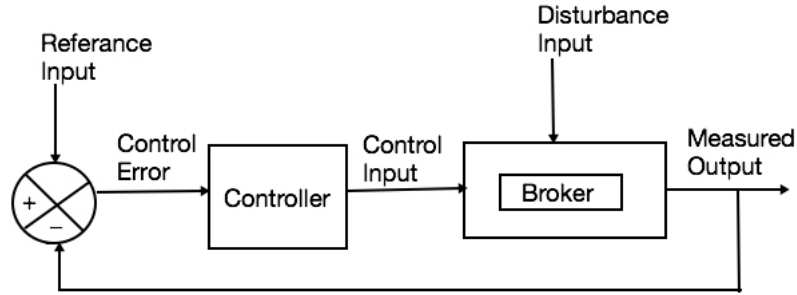 Referance
Input
Disturbance
Input
Control
Error
Control
Input
Measured
Output
Controller
Broker
+
−